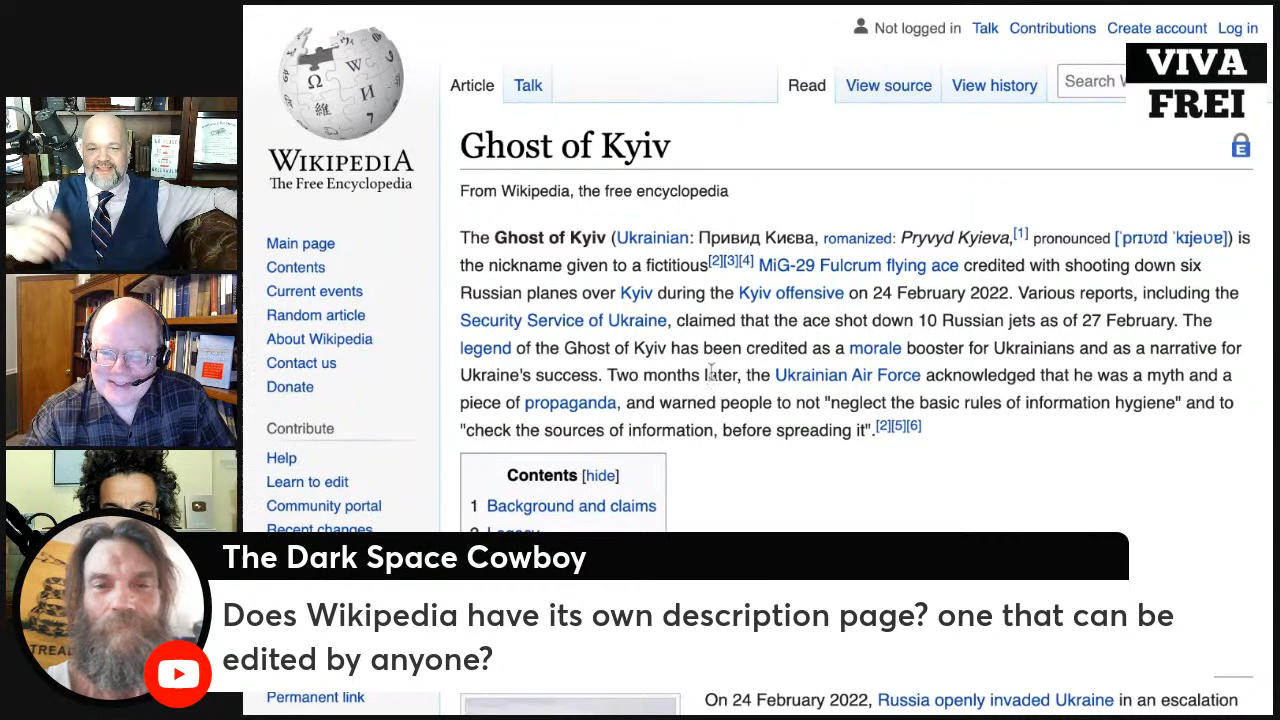 Not logged in Talk Contributions Create account Log in
VIVA
FREI
Article Talk Read View source View history Search W
WIKIPEDIA
The Free Encyclopedia
Ghost of Kyiv
From Wikipedia, the free encyclopedia
The Ghost of Kyiv (Ukrainian: Привид Києва, romanized: Pryvyd Kyieva,[1] pronounced [ˈprɪʋɪd ˈkɪjeʋɐ]) is
the nickname given to a fictitious[2][3][4] MiG-29 Fulcrum flying ace credited with shooting down six
Russian planes over Kyiv during the Kyiv offensive on 24 February 2022. Various reports, including the
Security Service of Ukraine, claimed that the ace shot down 10 Russian jets as of 27 February. The
legend of the Ghost of Kyiv has been credited as a morale booster for Ukrainians and as a narrative for
Ukraine's success. Two months later, the Ukrainian Air Force acknowledged that he was a myth and a
piece of propaganda, and warned people to not "neglect the basic rules of information hygiene" and to
"check the sources of information, before spreading it".[2][5][6]
Main page
Contents
Current events
Random article
About Wikipedia
Contact us
Donate
Contribute
Help
Learn to edit
Community portal
Recent changes
Contents [hide]
1 Background and claims
2 Legacy
The Dark Space Cowboy
Does Wikipedia have its own description page? one that can be
edited by anyone?
TREAD
Permanent link
On 24 February 2022, Russia openly invaded Ukraine in an escalation